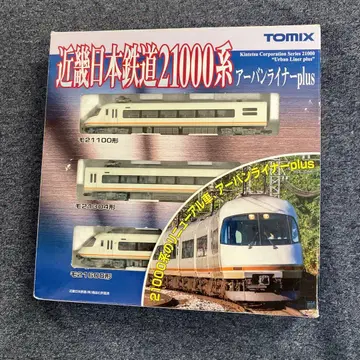 TOMIX
Kintetsu Corporation Series 21000
"Urban Liner plus"
近畿日本鉄道21000系
アーバンライナーplus
モ21100形
モ21304形
モ21600形
21000系のリニューアル車、アーバンライナーplus